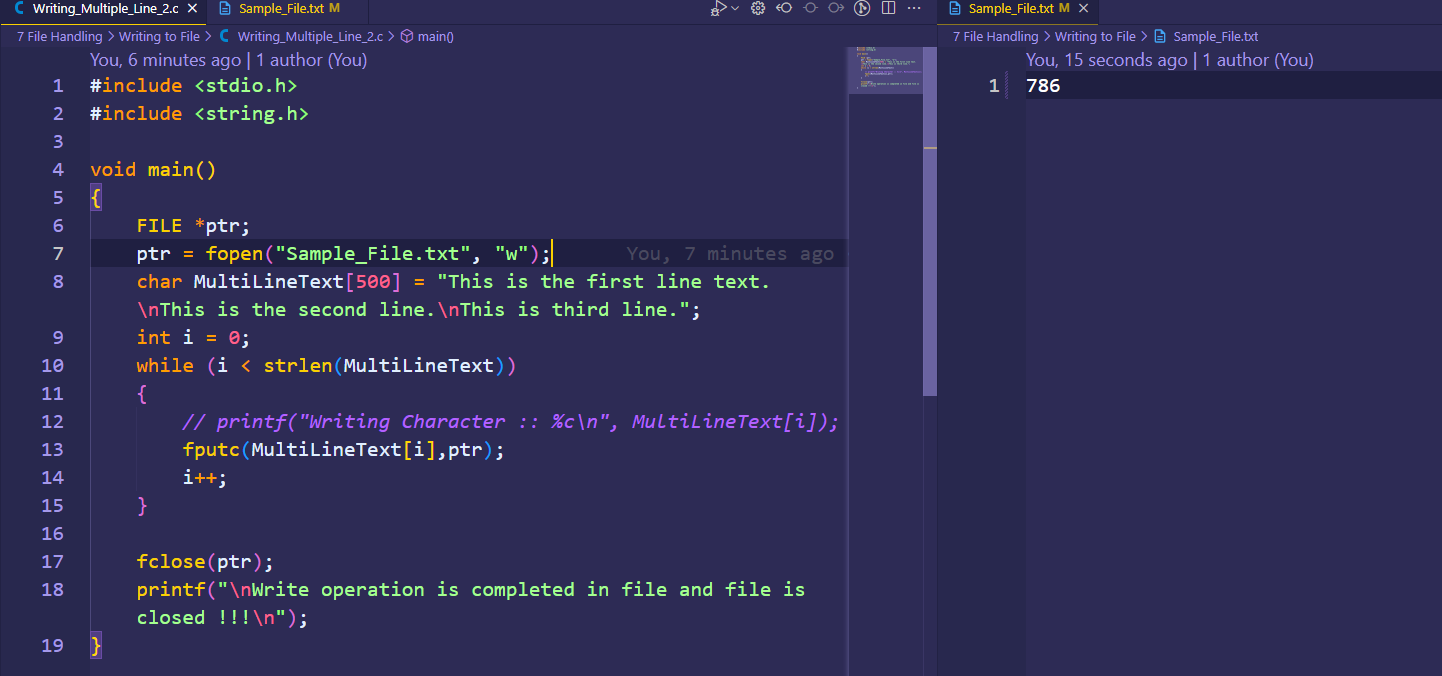 Writing_Multiple_Line_2.c Sample_File.txt M
7 File Handling > Writing to File > C Writing_Multiple_Line_2.c > main()
You, 6 minutes ago | 1 author (You)
1 #include <stdio.h>
2 #include <string.h>
3
4 void main()
5 {
6 FILE *ptr;
7 ptr = fopen("Sample_File.txt", "w"); You, 7 minutes ago
8 char MultiLineText[500] = "This is the first line text.
\nThis is the second line.\nThis is third line.";
9 int i = 0;
10 while (i < strlen(MultiLineText))
11 {
12 // printf("Writing Character :: %c\n", MultiLineText[i]);
13 fputc(MultiLineText[i],ptr);
14 i++;
15 }
16
17 fclose(ptr);
18 printf("\nWrite operation is completed in file and file is
closed !!!\n");
19 }
Sample_File.txt M
7 File Handling > Writing to File > Sample_File.txt
You, 15 seconds ago | 1 author (You)
1 786